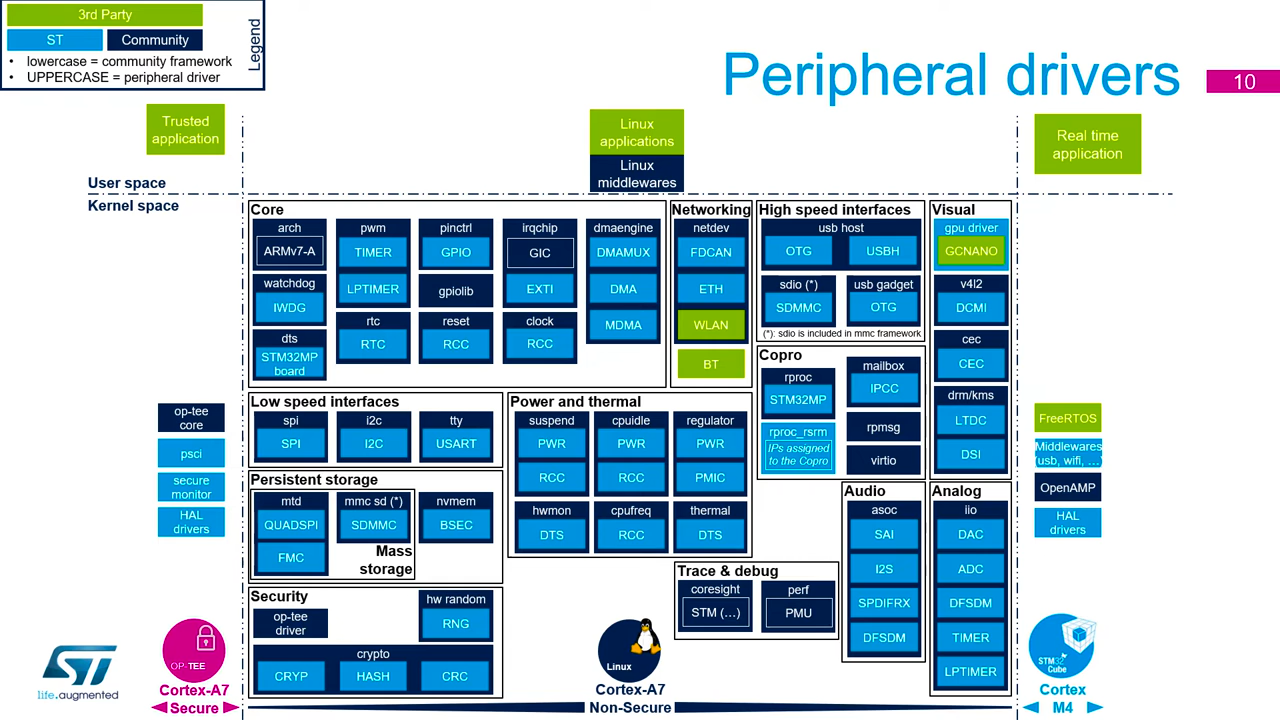 3rd Party
ST
Community
Legend
• lowercase = community framework
• UPPERCASE = peripheral driver
Peripheral drivers
10
Trusted
application
Linux
applications
Linux
middlewares
Real time
application
User space
Kernel space
Core
arch
ARMv7-A
watchdog
IWDG
dts
STM32MP
board
pwm
TIMER
LPTIMER
rtc
RTC
pinctrl
GPIO
gpiolib
reset
RCC
irqchip
GIC
EXTI
clock
RCC
dmaengine
DMAMUX
DMA
MDMA
Networking
netdev
FDCAN
ETH
WLAN
BT
High speed interfaces
usb host
OTG
USBH
sdio (*)
SDMMC
usb gadget
OTG
(*): sdio is included in mmc framework
Visual
gpu driver
GCNANO
v4l2
DCMI
cec
CEC
drm/kms
LTDC
DSI
Copro
rproc
STM32MP
rproc_rsrm
IPs assigned
to the Copro
mailbox
IPCC
rpmsg
virtio
Low speed interfaces
spi
SPI
i2c
I2C
tty
USART
Power and thermal
suspend
PWR
RCC
cpuidle
PWR
RCC
regulator
PWR
PMIC
hwmon
DTS
cpufreq
RCC
thermal
DTS
Persistent storage
mtd
QUADSPI
FMC
mmc sd (*)
SDMMC
Mass
storage
nvmem
BSEC
Audio
asoc
SAI
I2S
SPDIFRX
DFSDM
Analog
iio
DAC
ADC
DFSDM
TIMER
LPTIMER
Trace & debug
coresight
STM (...)
perf
PMU
Security
op-tee
driver
hw random
RNG
crypto
CRYP
HASH
CRC
op-tee
core
psci
secure
monitor
HAL
drivers
FreeRTOS
Middlewares
(usb, wifi, ...)
OpenAMP
HAL
drivers
ST
life.augmented
OP-TEE
Cortex-A7
Secure
Linux
Cortex-A7
Non-Secure
STM32
Cube
Cortex
M4